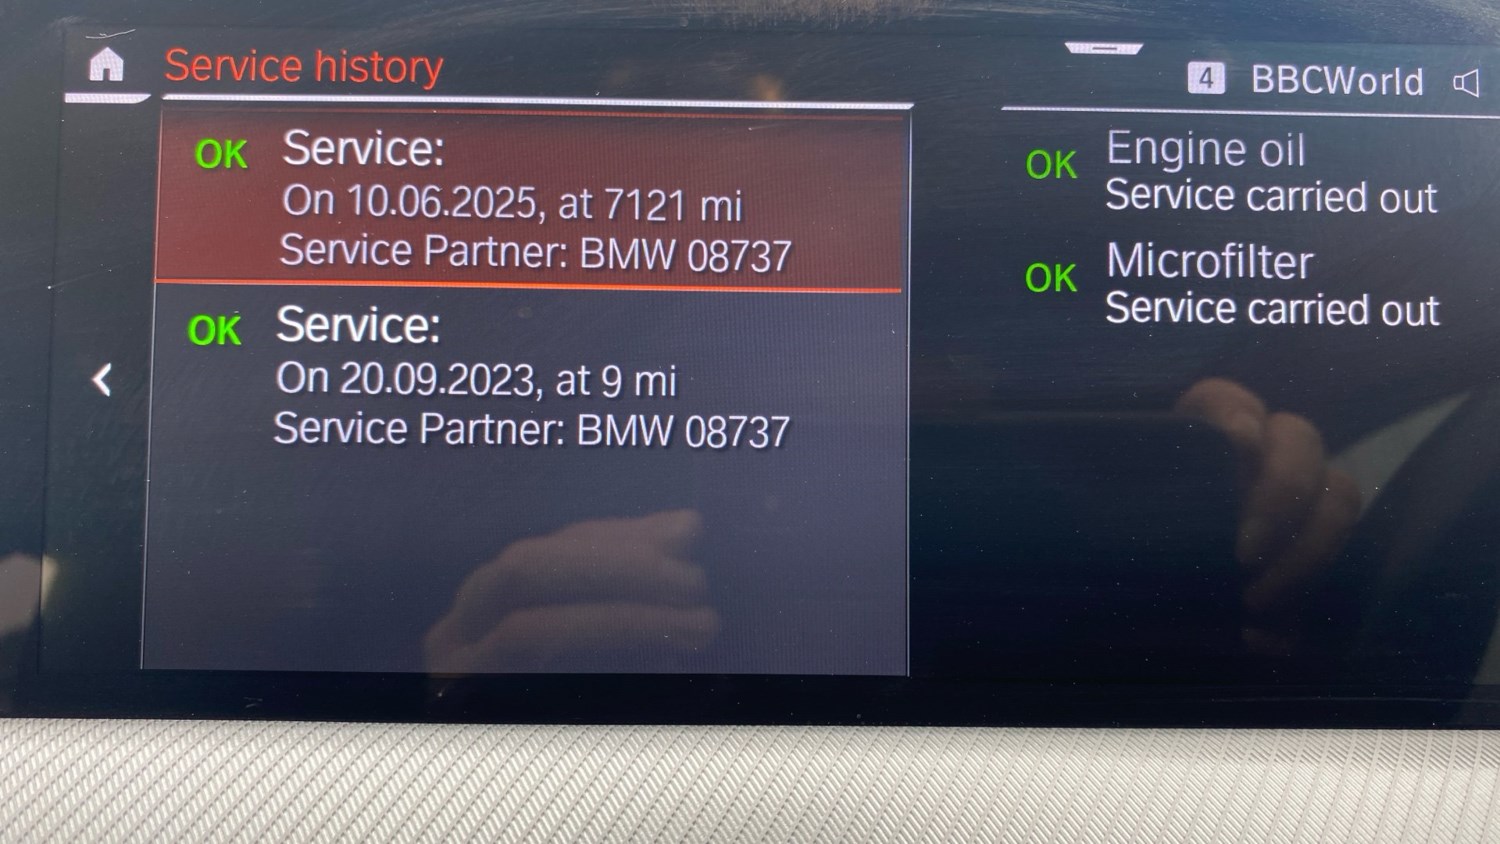 Service history
4 BBCWorld
OK Service:
On 10.06.2025, at 7121 mi
Service Partner: BMW 08737
OK Service:
On 20.09.2023, at 9 mi
Service Partner: BMW 08737
OK Engine oil
Service carried out
OK Microfilter
Service carried out